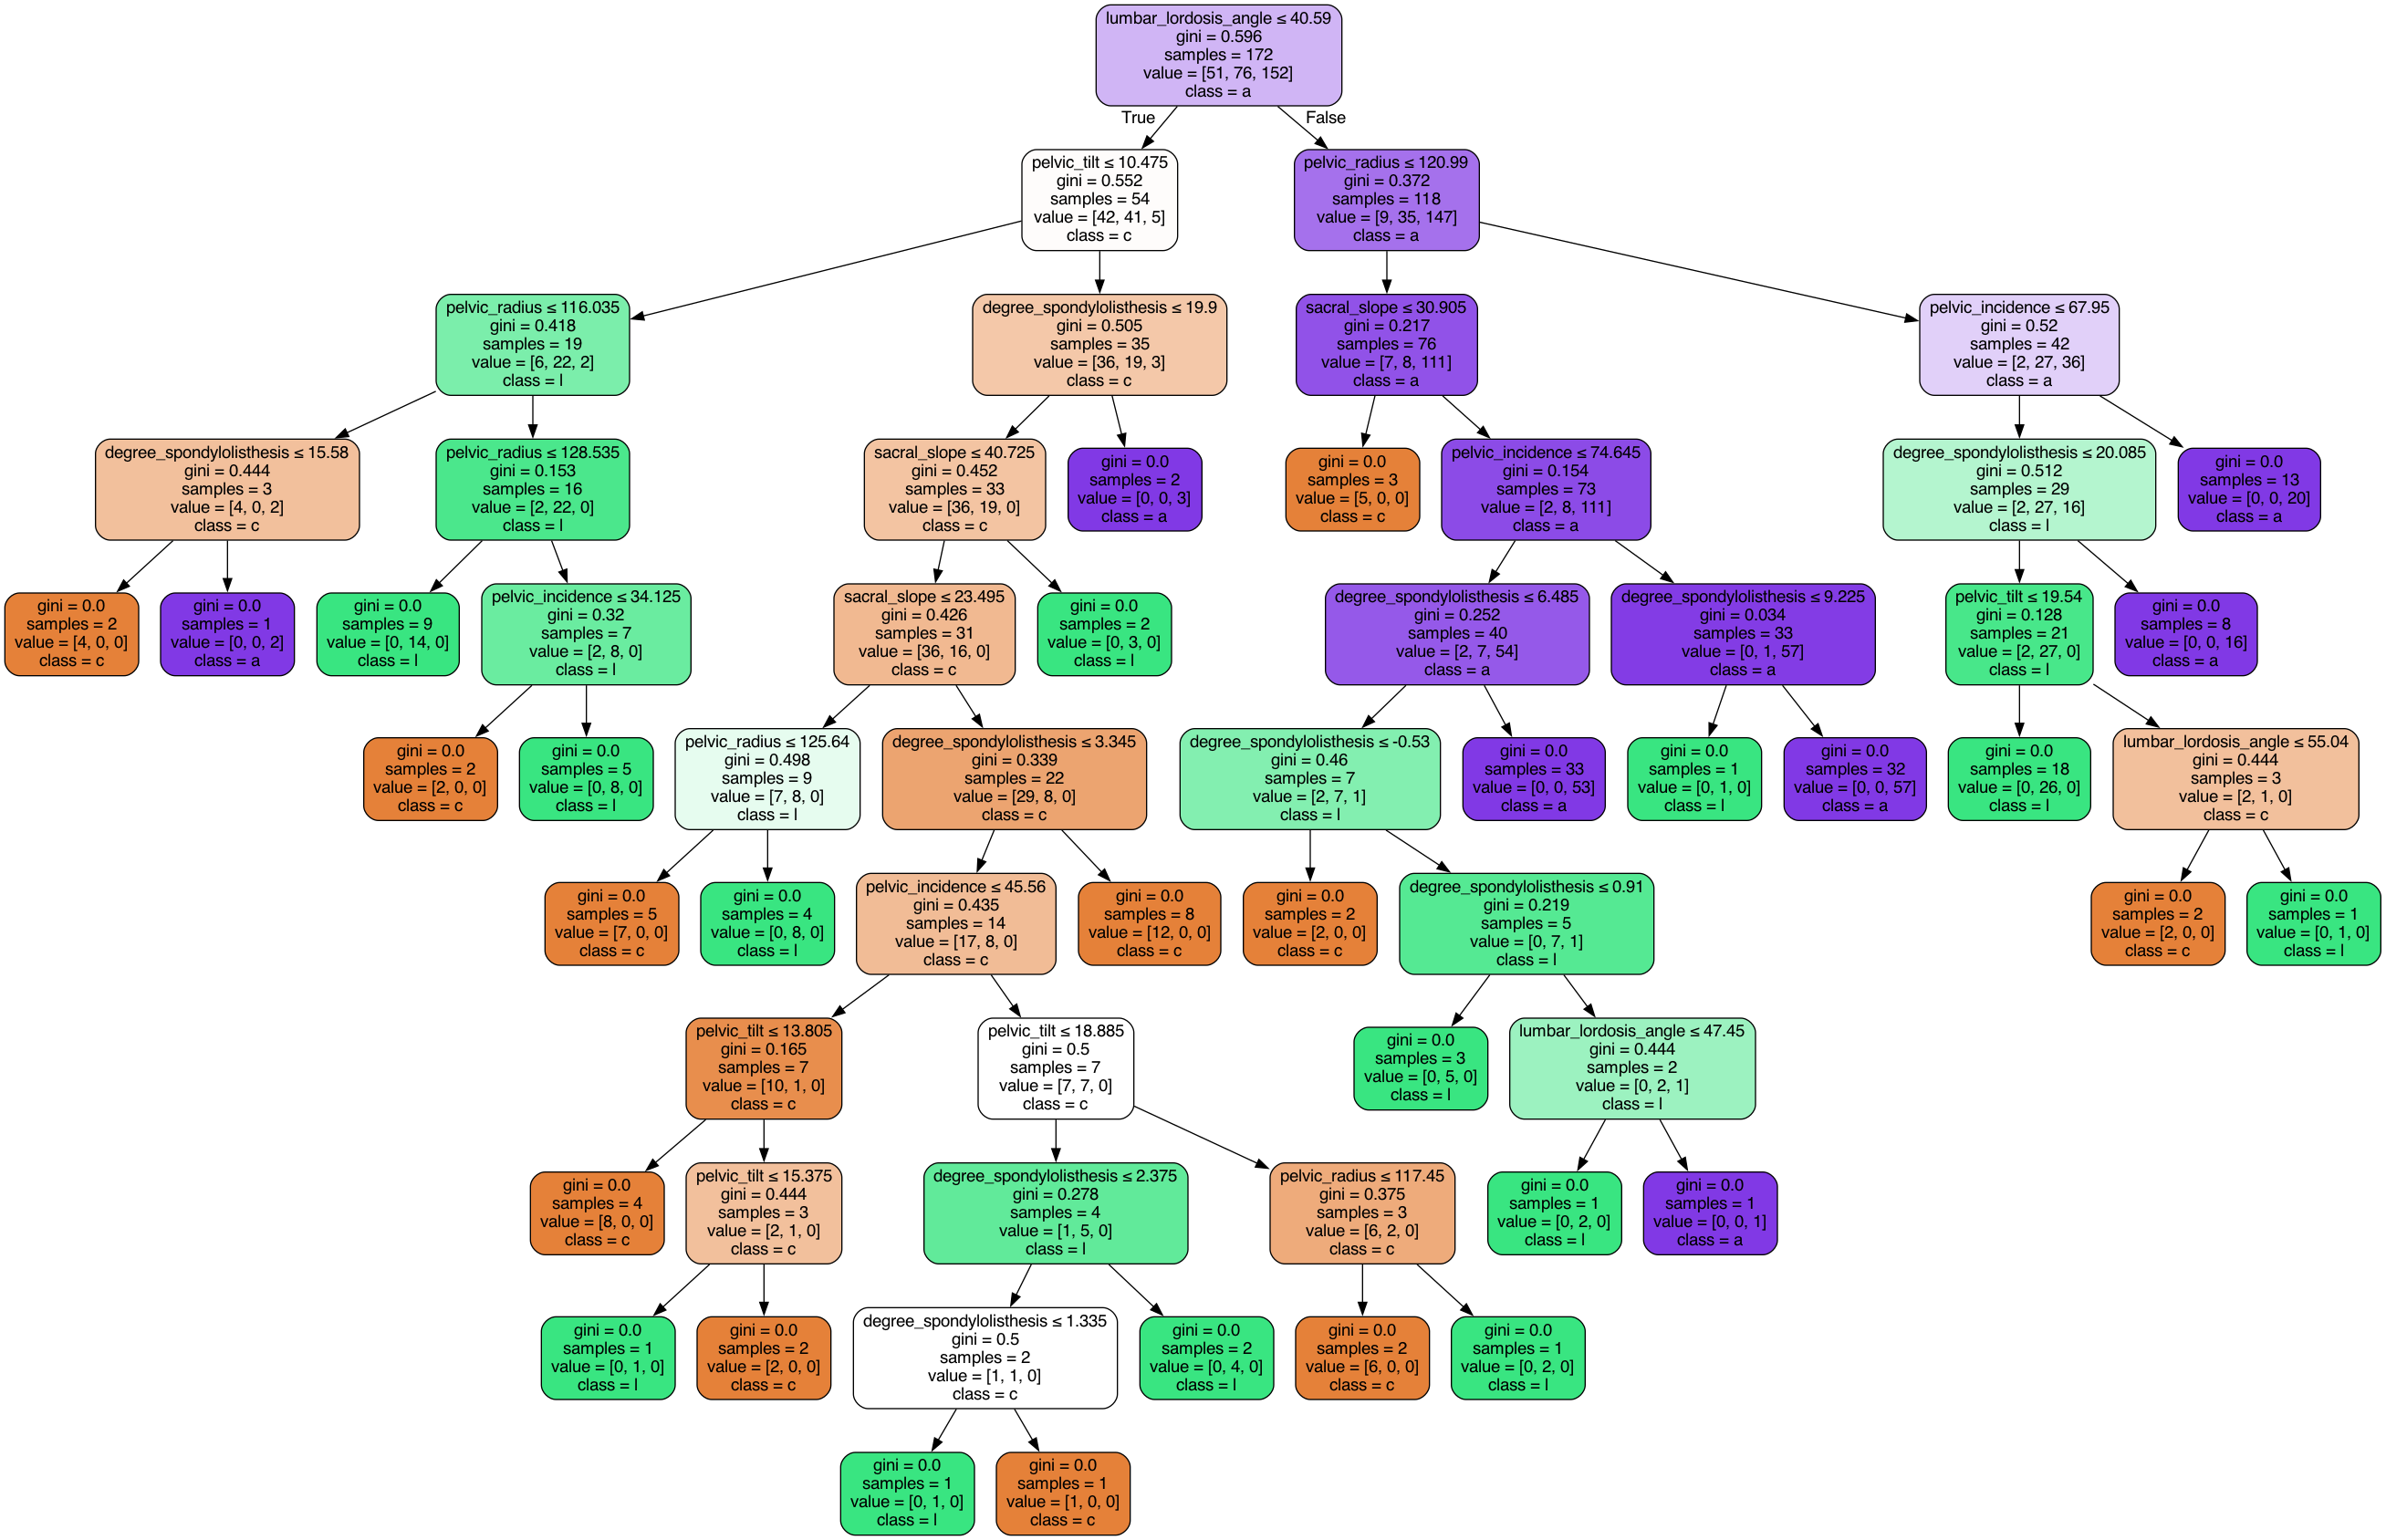 lumbar_lordosis_angle ≤ 40.59
gini = 0.596
samples = 172
value = [51, 76, 152]
class = a
True
False
pelvic_tilt ≤ 10.475
gini = 0.552
samples = 54
value = [42, 41, 5]
class = c
pelvic_radius ≤ 120.99
gini = 0.372
samples = 118
value = [9, 35, 147]
class = a
pelvic_radius ≤ 116.035
gini = 0.418
samples = 19
value = [6, 22, 2]
class = l
degree_spondylolisthesis ≤ 19.9
gini = 0.505
samples = 35
value = [36, 19, 3]
class = c
sacral_slope ≤ 30.905
gini = 0.217
samples = 76
value = [7, 8, 111]
class = a
pelvic_incidence ≤ 67.95
gini = 0.52
samples = 42
value = [2, 27, 36]
class = a
degree_spondylolisthesis ≤ 15.58
gini = 0.444
samples = 3
value = [4, 0, 2]
class = c
pelvic_radius ≤ 128.535
gini = 0.153
samples = 16
value = [2, 22, 0]
class = l
sacral_slope ≤ 40.725
gini = 0.452
samples = 33
value = [36, 19, 0]
class = c
gini = 0.0
samples = 2
value = [0, 0, 3]
class = a
gini = 0.0
samples = 3
value = [5, 0, 0]
class = c
pelvic_incidence ≤ 74.645
gini = 0.154
samples = 73
value = [2, 8, 111]
class = a
degree_spondylolisthesis ≤ 20.085
gini = 0.512
samples = 29
value = [2, 27, 16]
class = l
gini = 0.0
samples = 13
value = [0, 0, 20]
class = a
gini = 0.0
samples = 2
value = [4, 0, 0]
class = c
gini = 0.0
samples = 1
value = [0, 0, 2]
class = a
gini = 0.0
samples = 9
value = [0, 14, 0]
class = l
pelvic_incidence ≤ 34.125
gini = 0.32
samples = 7
value = [2, 8, 0]
class = l
sacral_slope ≤ 23.495
gini = 0.426
samples = 31
value = [36, 16, 0]
class = c
gini = 0.0
samples = 2
value = [0, 3, 0]
class = l
degree_spondylolisthesis ≤ 6.485
gini = 0.252
samples = 40
value = [2, 7, 54]
class = a
degree_spondylolisthesis ≤ 9.225
gini = 0.034
samples = 33
value = [0, 1, 57]
class = a
pelvic_tilt ≤ 19.54
gini = 0.128
samples = 21
value = [2, 27, 0]
class = l
gini = 0.0
samples = 8
value = [0, 0, 16]
class = a
gini = 0.0
samples = 2
value = [2, 0, 0]
class = c
gini = 0.0
samples = 5
value = [0, 8, 0]
class = l
pelvic_radius ≤ 125.64
gini = 0.498
samples = 9
value = [7, 8, 0]
class = l
degree_spondylolisthesis ≤ 3.345
gini = 0.339
samples = 22
value = [29, 8, 0]
class = c
degree_spondylolisthesis ≤ -0.53
gini = 0.46
samples = 7
value = [2, 7, 1]
class = l
gini = 0.0
samples = 33
value = [0, 0, 53]
class = a
gini = 0.0
samples = 1
value = [0, 1, 0]
class = l
gini = 0.0
samples = 32
value = [0, 0, 57]
class = a
gini = 0.0
samples = 18
value = [0, 26, 0]
class = l
lumbar_lordosis_angle ≤ 55.04
gini = 0.444
samples = 3
value = [2, 1, 0]
class = c
gini = 0.0
samples = 5
value = [7, 0, 0]
class = c
gini = 0.0
samples = 4
value = [0, 8, 0]
class = l
pelvic_incidence ≤ 45.56
gini = 0.435
samples = 14
value = [17, 8, 0]
class = c
gini = 0.0
samples = 8
value = [12, 0, 0]
class = c
gini = 0.0
samples = 2
value = [2, 0, 0]
class = c
degree_spondylolisthesis ≤ 0.91
gini = 0.219
samples = 5
value = [0, 7, 1]
class = l
gini = 0.0
samples = 2
value = [2, 0, 0]
class = c
gini = 0.0
samples = 1
value = [0, 1, 0]
class = l
pelvic_tilt ≤ 13.805
gini = 0.165
samples = 7
value = [10, 1, 0]
class = c
pelvic_tilt ≤ 18.885
gini = 0.5
samples = 7
value = [7, 7, 0]
class = c
gini = 0.0
samples = 3
value = [0, 5, 0]
class = l
lumbar_lordosis_angle ≤ 47.45
gini = 0.444
samples = 2
value = [0, 2, 1]
class = l
gini = 0.0
samples = 4
value = [8, 0, 0]
class = c
pelvic_tilt ≤ 15.375
gini = 0.444
samples = 3
value = [2, 1, 0]
class = c
degree_spondylolisthesis ≤ 2.375
gini = 0.278
samples = 4
value = [1, 5, 0]
class = l
pelvic_radius ≤ 117.45
gini = 0.375
samples = 3
value = [6, 2, 0]
class = c
gini = 0.0
samples = 1
value = [0, 2, 0]
class = l
gini = 0.0
samples = 1
value = [0, 0, 1]
class = a
gini = 0.0
samples = 1
value = [0, 1, 0]
class = l
gini = 0.0
samples = 2
value = [2, 0, 0]
class = c
degree_spondylolisthesis ≤ 1.335
gini = 0.5
samples = 2
value = [1, 1, 0]
class = c
gini = 0.0
samples = 2
value = [0, 4, 0]
class = l
gini = 0.0
samples = 2
value = [6, 0, 0]
class = c
gini = 0.0
samples = 1
value = [0, 2, 0]
class = l
gini = 0.0
samples = 1
value = [0, 1, 0]
class = l
gini = 0.0
samples = 1
value = [1, 0, 0]
class = c